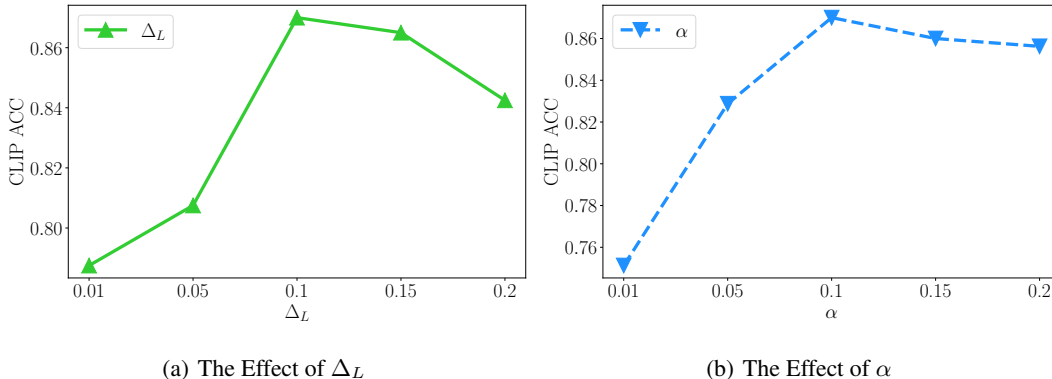 Δ_L
CLIP ACC
0.86
0.84
0.82
0.80
0.01 0.05 0.1 0.15 0.2
Δ_L
(a) The Effect of Δ_L
α
CLIP ACC
0.86
0.84
0.82
0.80
0.78
0.76
0.01 0.05 0.1 0.15 0.2
α
(b) The Effect of α